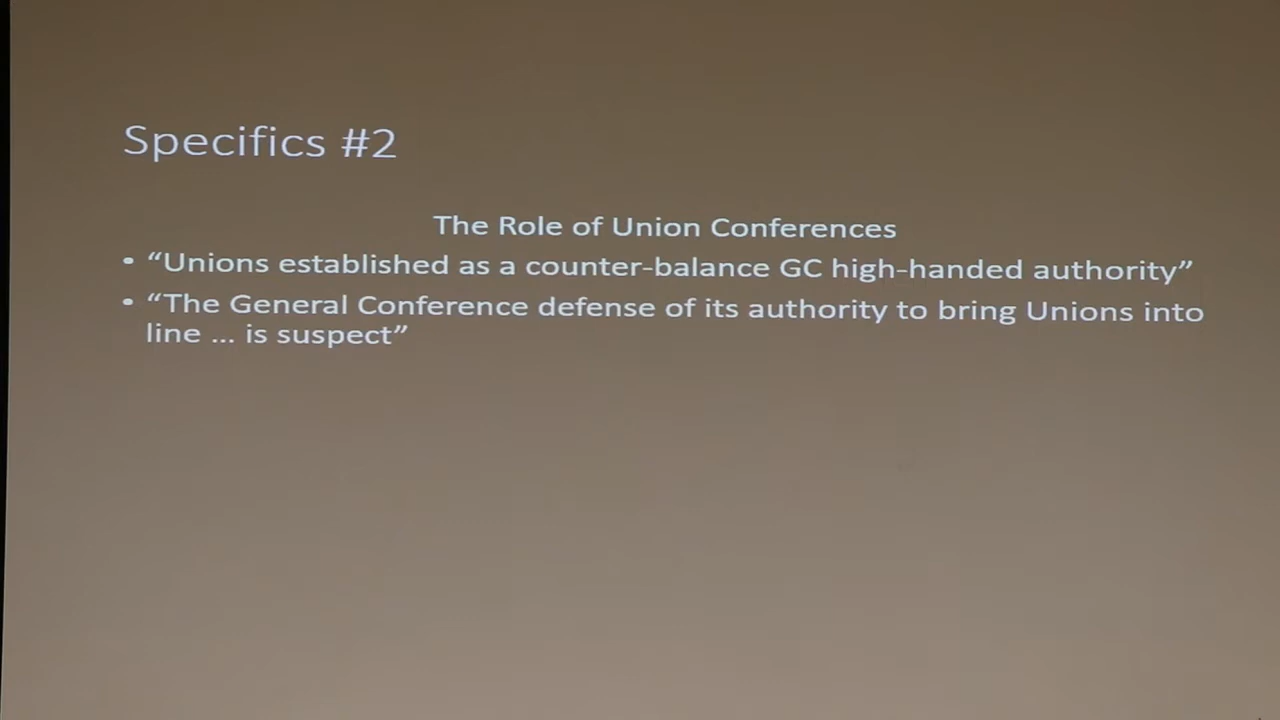 Specifics #2
The Role of Union Conferences
• “Unions established as a counter-balance GC high-handed authority”
• “The General Conference defense of its authority to bring Unions into
line ... is suspect”